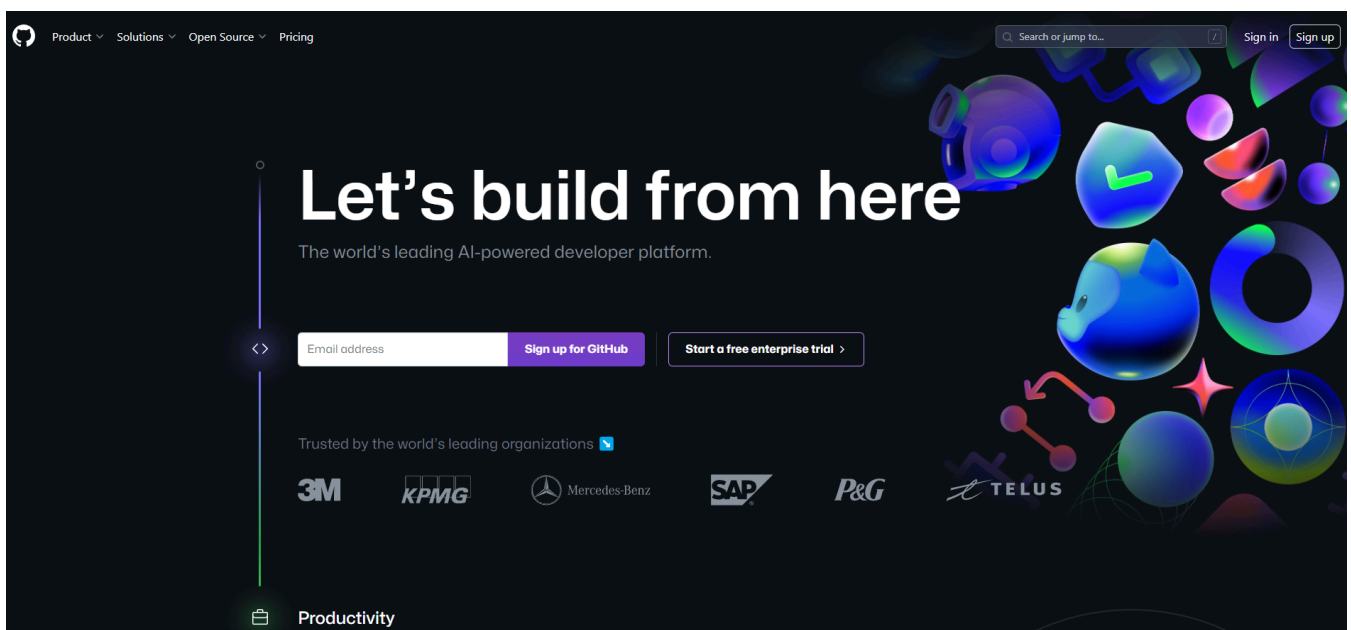 Product Solutions Open Source Pricing Search or jump to... / Sign in Sign up
Let’s build from here
The world’s leading AI-powered developer platform.
Email address Sign up for GitHub Start a free enterprise trial
Trusted by the world’s leading organizations
3M KPMG Mercedes-Benz SAP P&G TELUS
Productivity